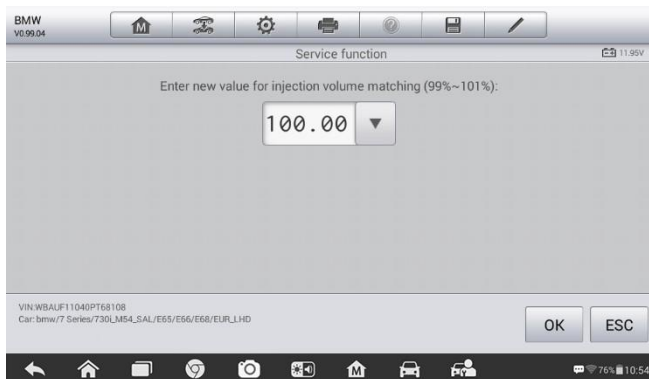 BMW
V0.99.04
Service function
11.95V
Enter new value for injection volume matching (99%~101%):
100.00
VIN:WBAUF11040PT68108
Car: bmw/7 Series/730i_M54_SAL/E65/E66/E68/EUR_LHD
OK ESC
76% 10:54